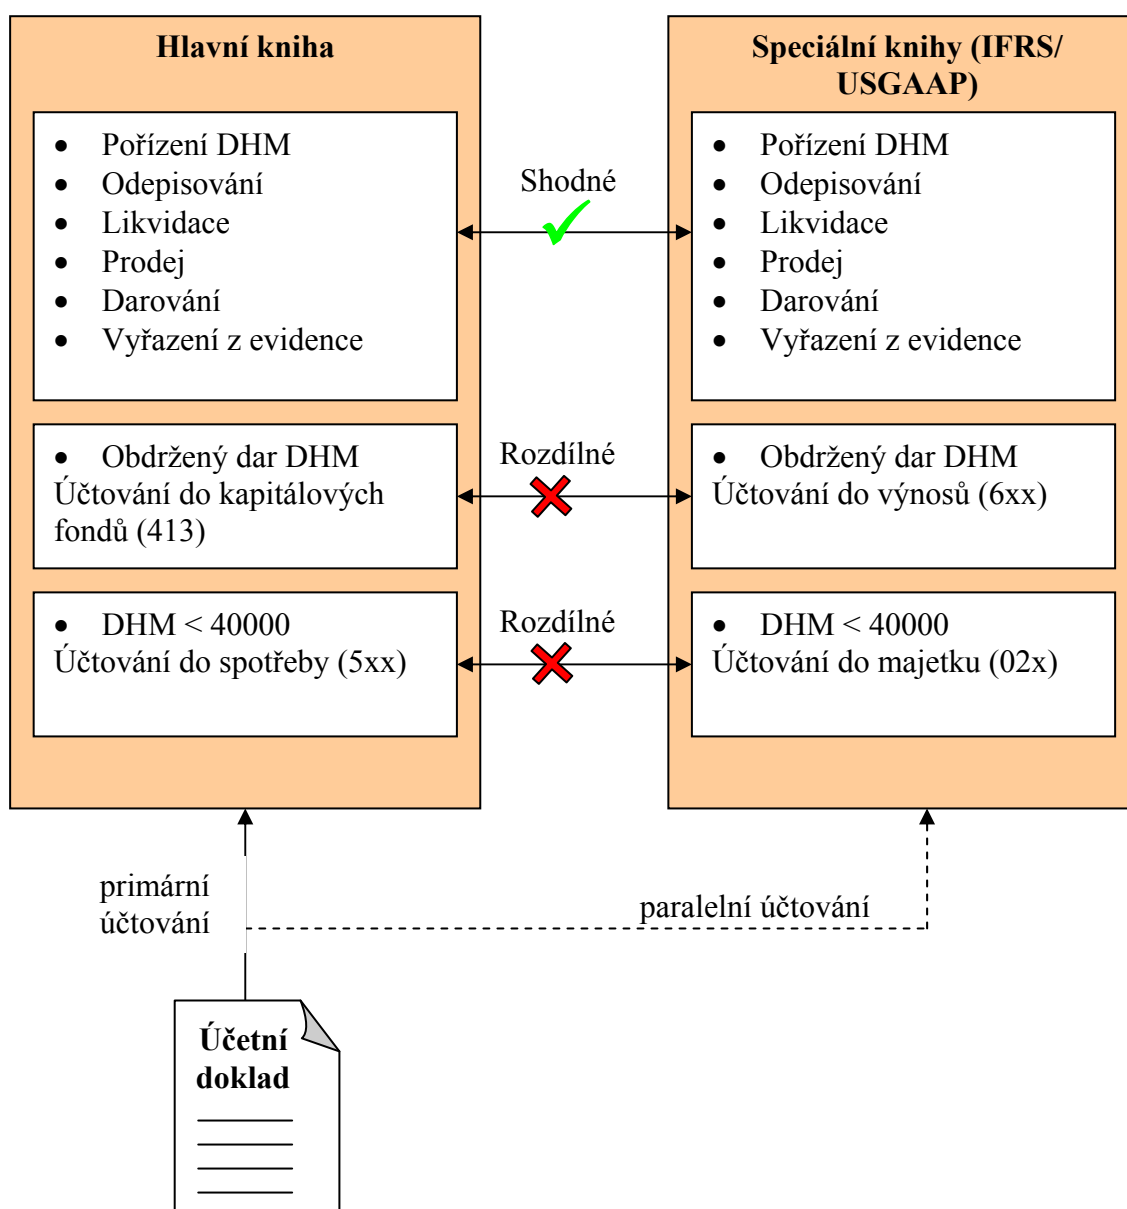 Hlavní kniha
• Pořízení DHM
• Odepisování
• Likvidace
• Prodej
• Darování
• Vyřazení z evidence
• Obdržený dar DHM
Účtování do kapitálových
fondů (413)
• DHM < 40000
Účtování do spotřeby (5xx)
Shodné
Rozdílné
Rozdílné
Speciální knihy (IFRS/
USGAAP)
• Pořízení DHM
• Odepisování
• Likvidace
• Prodej
• Darování
• Vyřazení z evidence
• Obdržený dar DHM
Účtování do výnosů (6xx)
• DHM < 40000
Účtování do majetku (02x)
primární
účtování
paralelní účtování
Účetní
doklad